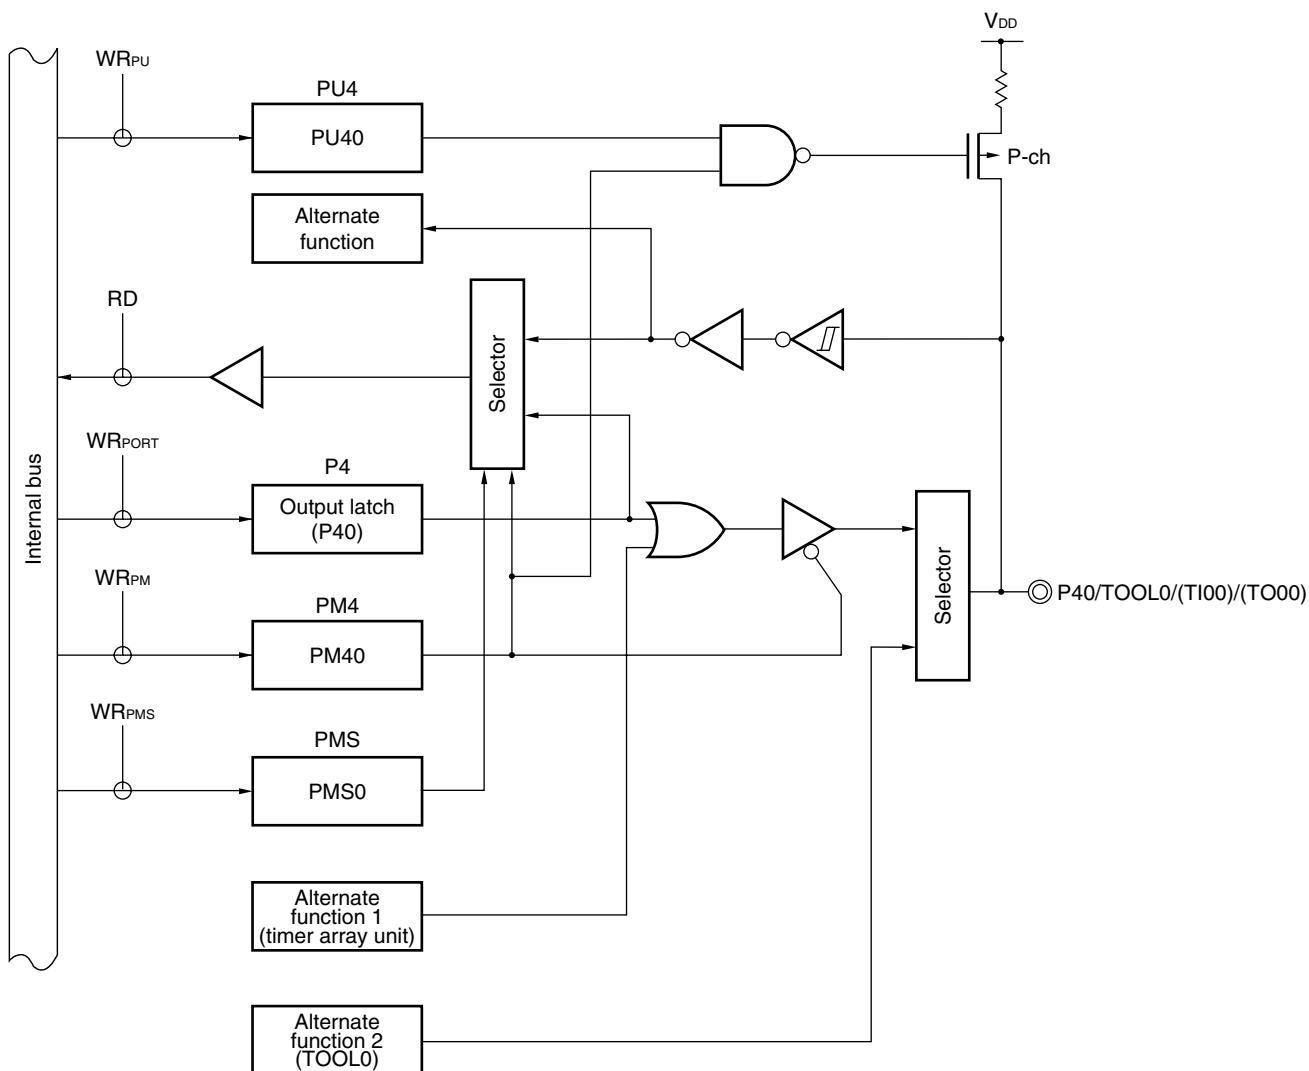 VDD
WRPU
PU4
PU40
P-ch
Alternate
function
RD
Selector
WRPORT
P4
Output latch
(P40)
Internal bus
WRPM
PM4
PM40
Selector
P40/TOOL0/(TI00)/(TO00)
WRPMS
PMS
PMS0
Alternate
function 1
(timer array unit)
Alternate
function 2
(TOOL0)